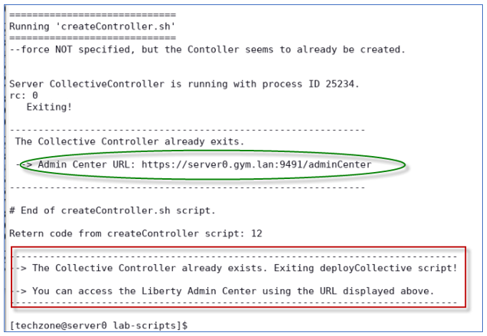 =============================
Running 'createController.sh'
=============================
--force NOT specified, but the Contoller seems to already be created.
Server CollectiveController is running with process ID 25234.
rc: 0
Exiting!
--------------------------------------------------------------
The Collective Controller already exits.
--> Admin Center URL: https://server0.gym.lan:9491/adminCenter
--------------------------------------------------------------
# End of createController.sh script.
Retern code from createController script: 12
------------------------------------------------------------------------------
--> The Collective Controller already exists. Exiting deployCollective script!
--> You can access the Liberty Admin Center using the URL displayed above.
------------------------------------------------------------------------------
[techzone@server0 lab-scripts]$